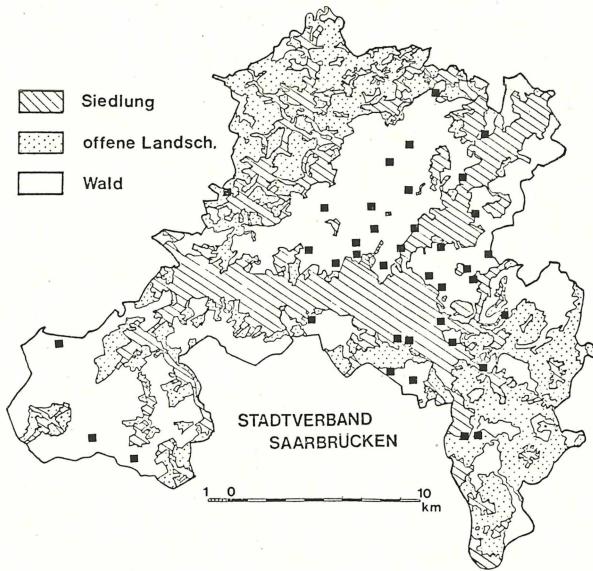 Siedlung
offene Landsch.
Wald
STADTVERBAND
SAARBRÜCKEN
1 0 10
km